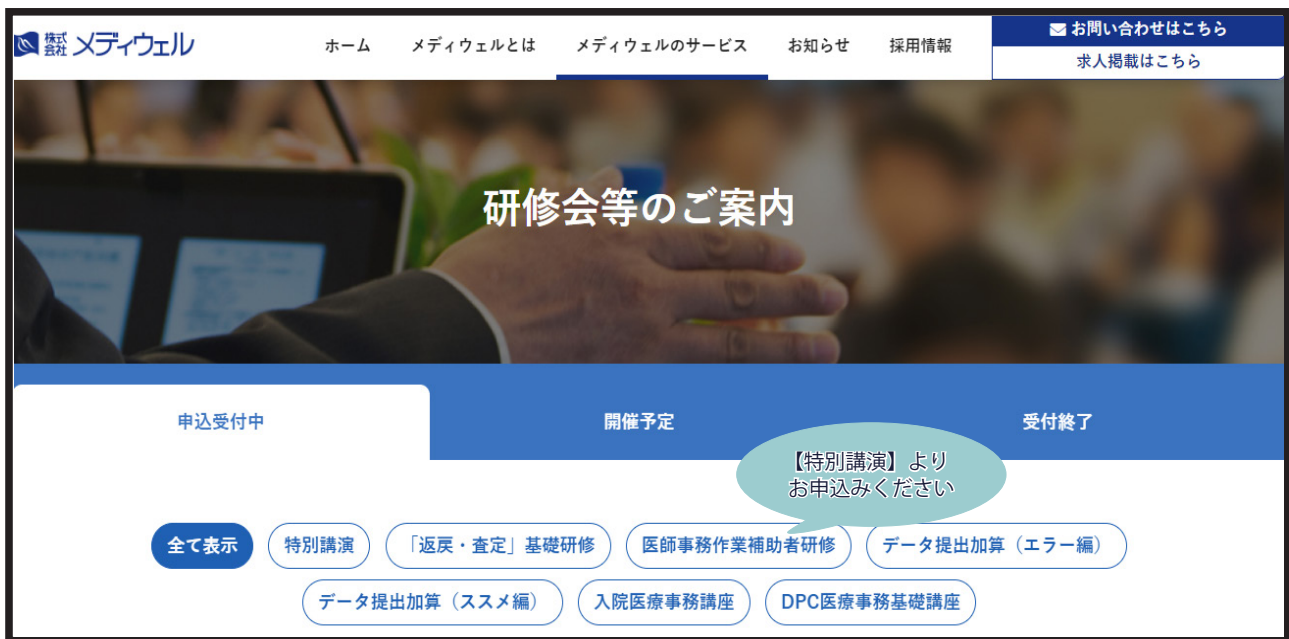 株式会社 メディウェル
ホーム メディウェルとは メディウェルのサービス お知らせ 採用情報
お問い合わせはこちら
求人掲載はこちら
研修会等のご案内
申込受付中 開催予定 受付終了
【特別講演】より
お申込みください
全て表示 特別講演 「返戻・査定」基礎研修 医師事務作業補助者研修 データ提出加算（エラー編）
データ提出加算（ススメ編） 入院医療事務講座 DPC医療事務基礎講座